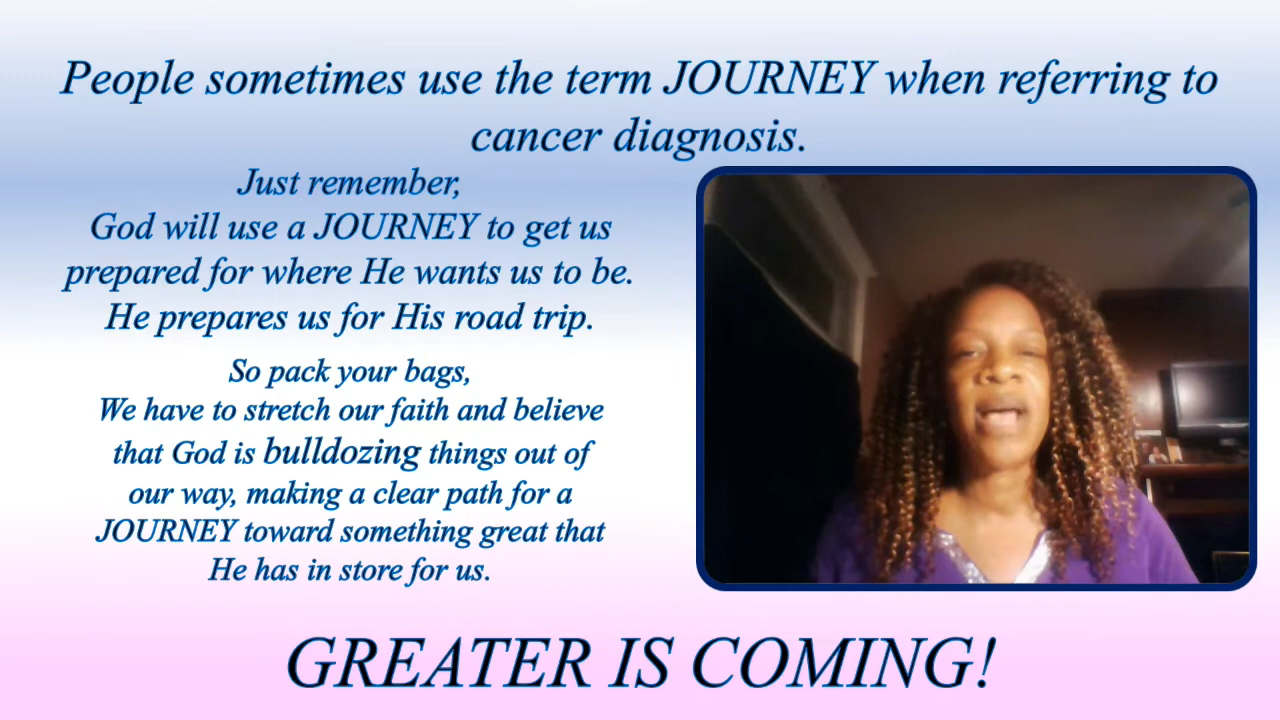 People sometimes use the term JOURNEY when referring to
cancer diagnosis.
Just remember,
God will use a JOURNEY to get us
prepared for where He wants us to be.
He prepares us for His road trip.
So pack your bags,
We have to stretch our faith and believe
that God is bulldozing things out of
our way, making a clear path for a
JOURNEY toward something great that
He has in store for us.
GREATER IS COMING!